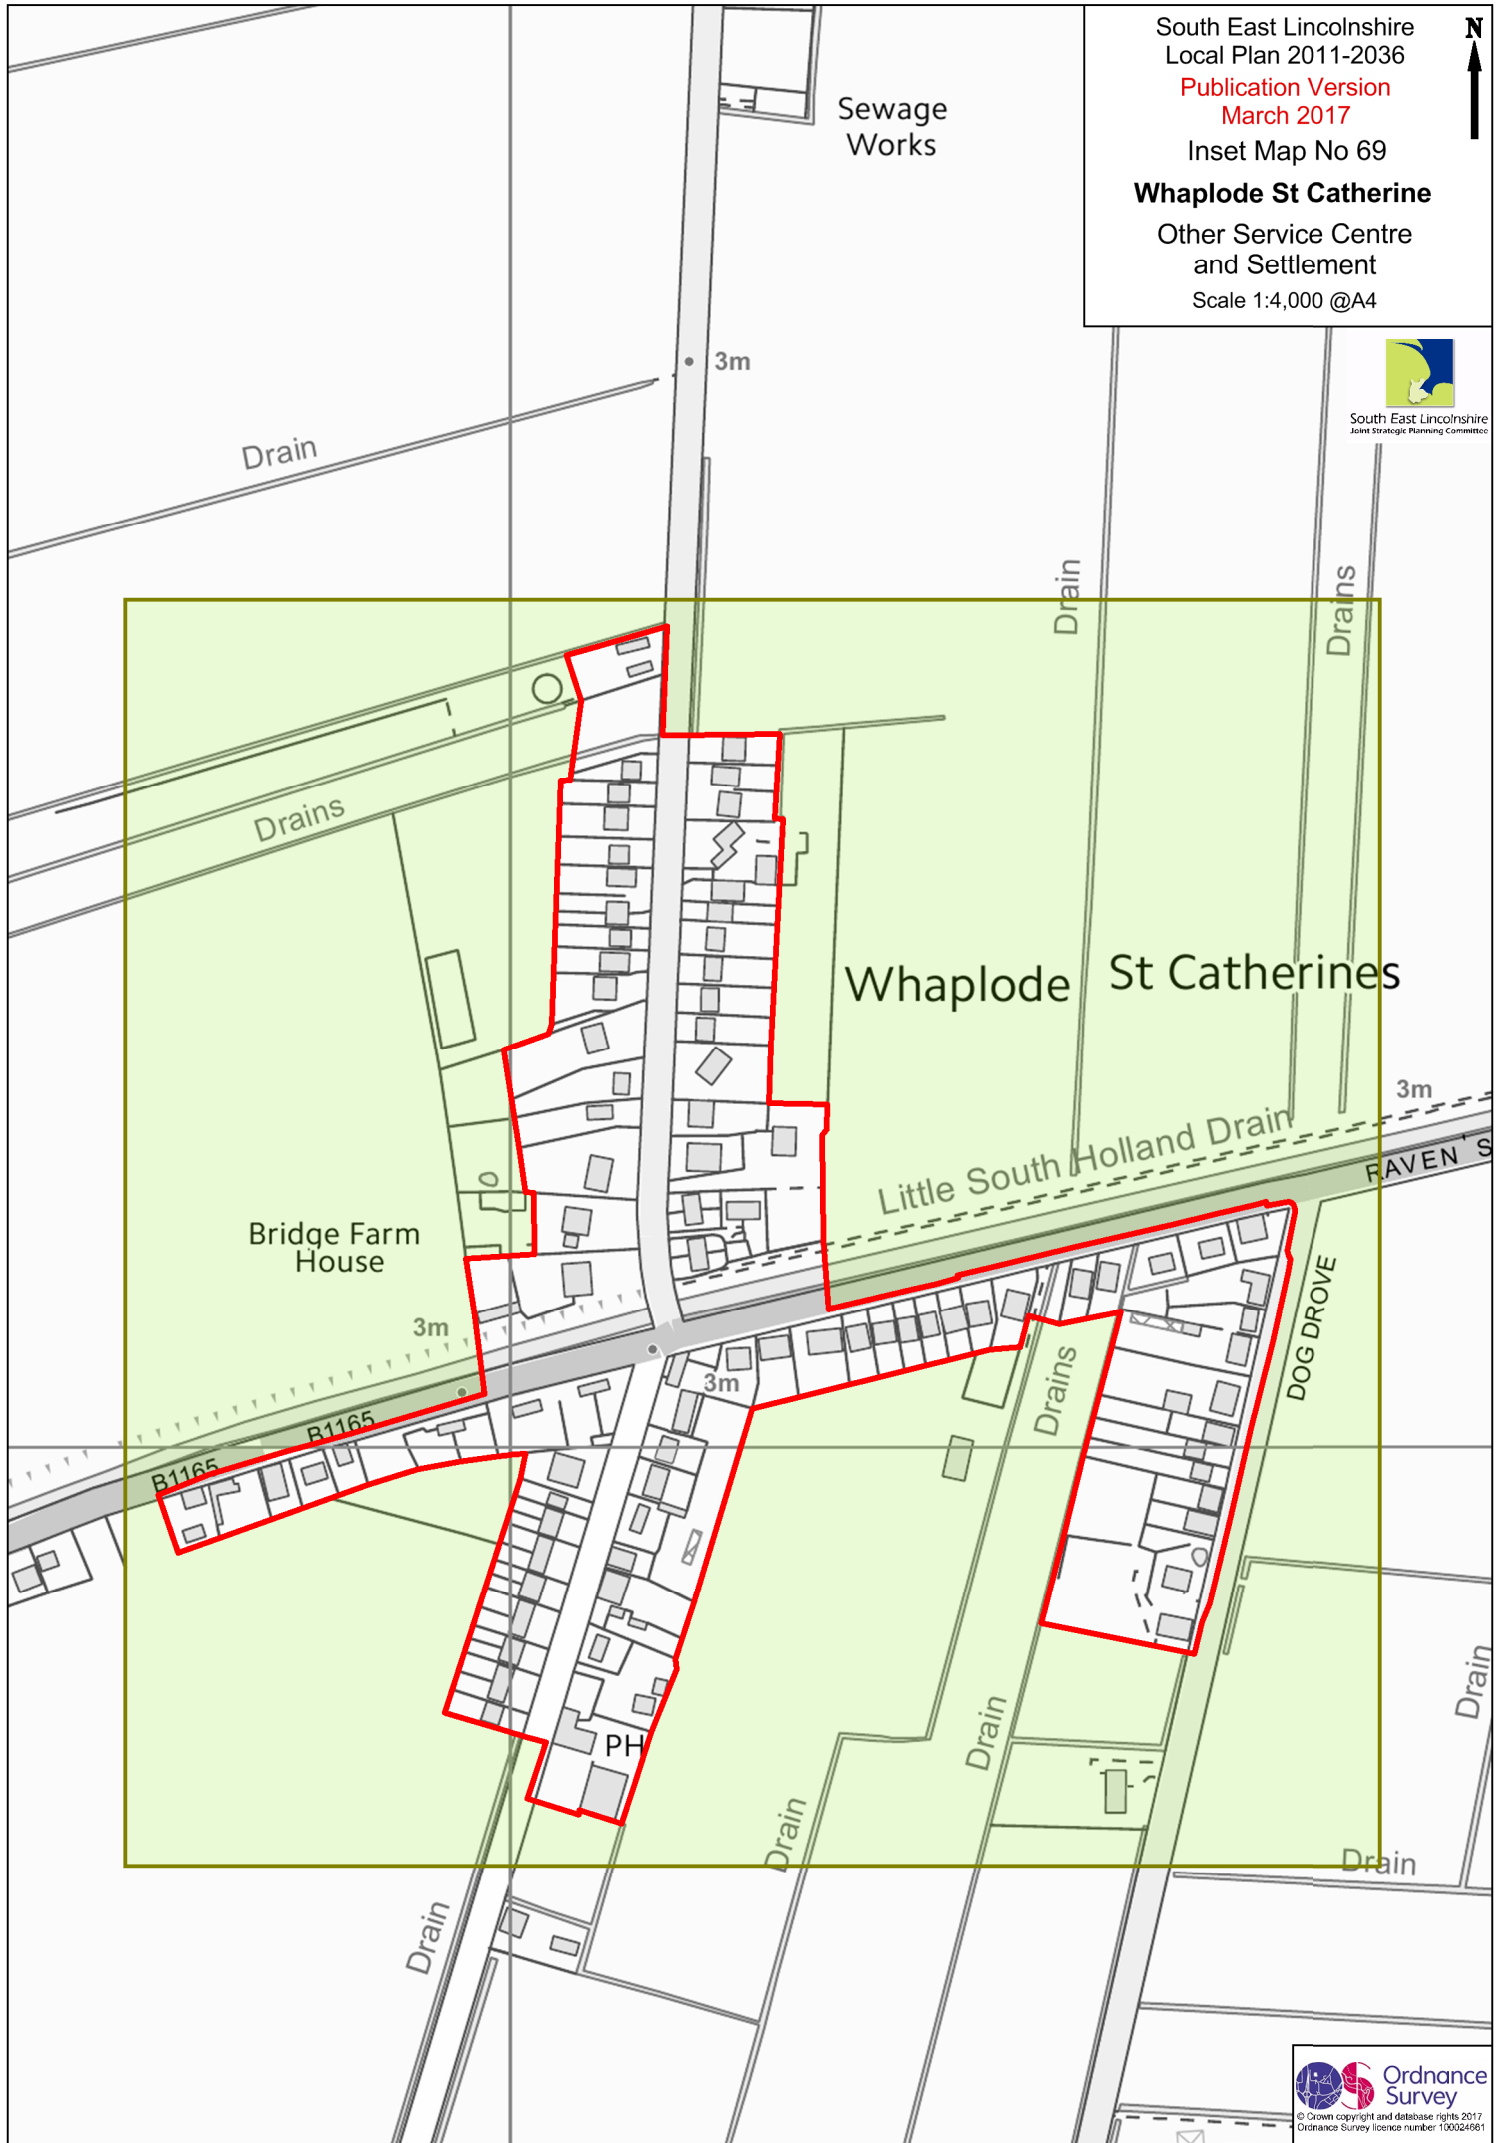 South East Lincolnshire
Local Plan 2011-2036
Publication Version
March 2017
Inset Map No 69
Whaplode St Catherine
Other Service Centre
and Settlement
Scale 1:4,000 @A4
N
South East Lincolnshire
Joint Strategic Planning Committee
Sewage
Works
3m
Drain
Drain
Drains
Drains
Whaplode St Catherines
3m
Little South Holland Drain
RAVEN'S
Bridge Farm
House
3m
3m
DOG DROVE
Drains
B1165
B1165
Drain
Drain
PH
Drain
Drain
Drain
Ordnance
Survey
© Crown copyright and database rights 2017
Ordnance Survey licence number 100024661